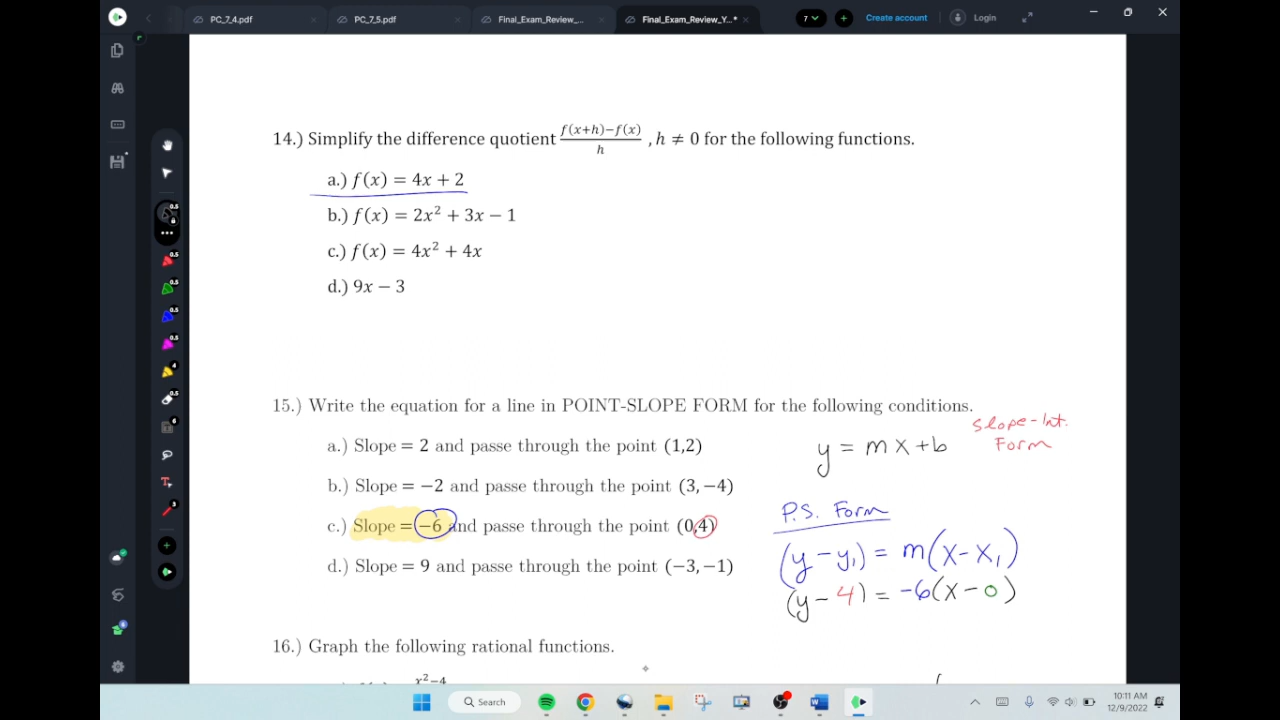 PC_7_4.pdf
PC_7_5.pdf
Final_Exam_Review_...
Final_Exam_Review_Y... *
7
Create account
Login
14.) Simplify the difference quotient f(x+h)−f(x)/h , h ≠ 0 for the following functions.
a.) f(x) = 4x + 2
b.) f(x) = 2x² + 3x − 1
c.) f(x) = 4x² + 4x
d.) 9x − 3
15.) Write the equation for a line in POINT-SLOPE FORM for the following conditions.
Slope-Int.
Form
a.) Slope = 2 and passe through the point (1,2)
y = mx+b
b.) Slope = −2 and passe through the point (3, −4)
P.S. Form
c.) Slope = −6 and passe through the point (0,4)
(y − y₁) = m(x − x₁)
d.) Slope = 9 and passe through the point (−3, −1)
(y − 4) = −6(x − 0)
16.) Graph the following rational functions.
x²−4
Search
10:11 AM
12/9/2022